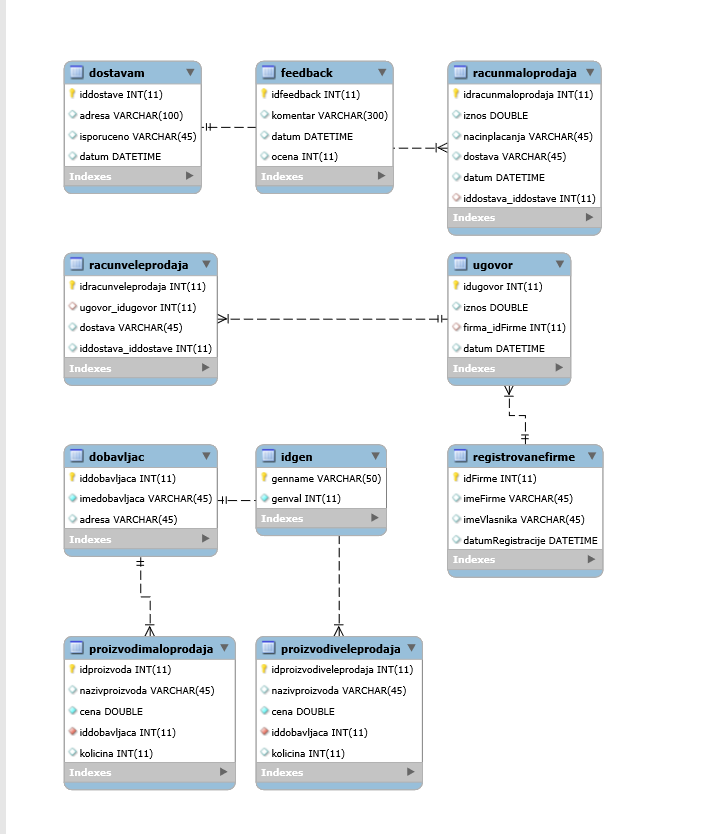 dostavam
iddostave INT(11)
adresa VARCHAR(100)
isporuceno VARCHAR(45)
datum DATETIME
Indexes
feedback
idfeedback INT(11)
komentar VARCHAR(300)
datum DATETIME
ocena INT(11)
Indexes
racunmaloprodaja
idracunmaloprodaja INT(11)
iznos DOUBLE
nacinplacanja VARCHAR(45)
dostava VARCHAR(45)
datum DATETIME
iddostava_iddostave INT(11)
Indexes
racunveleprodaja
idracunveleprodaja INT(11)
ugovor_idugovor INT(11)
dostava VARCHAR(45)
iddostava_iddostave INT(11)
Indexes
ugovor
idugovor INT(11)
iznos DOUBLE
firma_idFirme INT(11)
datum DATETIME
Indexes
dobavljac
iddobavljaca INT(11)
imedobavljaca VARCHAR(45)
adresa VARCHAR(45)
Indexes
idgen
genname VARCHAR(50)
genval INT(11)
Indexes
registrovanefirme
idFirme INT(11)
imeFirme VARCHAR(45)
imeVlasnika VARCHAR(45)
datumRegistracije DATETIME
Indexes
proizvodimaloprodaja
idproizvoda INT(11)
nazivproizvoda VARCHAR(45)
cena DOUBLE
iddobavljaca INT(11)
kolicina INT(11)
Indexes
proizvodiveleprodaja
idproizvodiveleprodaja INT(11)
nazivproizvoda VARCHAR(45)
cena DOUBLE
iddobavljaca INT(11)
kolicina INT(11)
Indexes